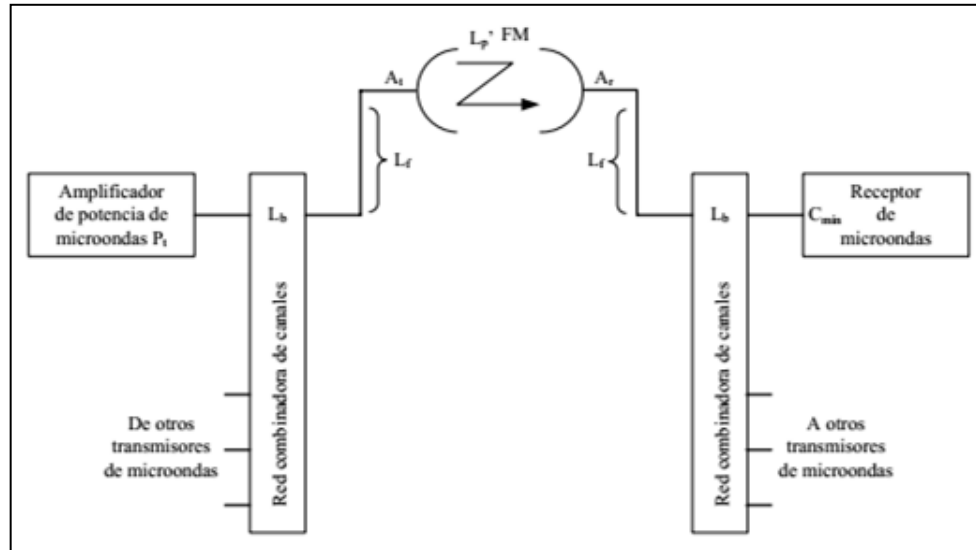 Lp, FM
At
Ar
Lf
Lf
Amplificador
de potencia de
microondas Pt
Lb
Lb
Cmin
Receptor
de
microondas
Red combinadora de canales
Red combinadora de canales
De otros
transmisores
de microondas
A otros
transmisores
de microondas